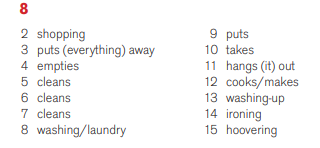 8
2 shopping
3 puts (everything) away
4 empties
5 cleans
6 cleans
7 cleans
8 washing/laundry
9 puts
10 takes
11 hangs (it) out
12 cooks/makes
13 washing-up
14 ironing
15 hoovering